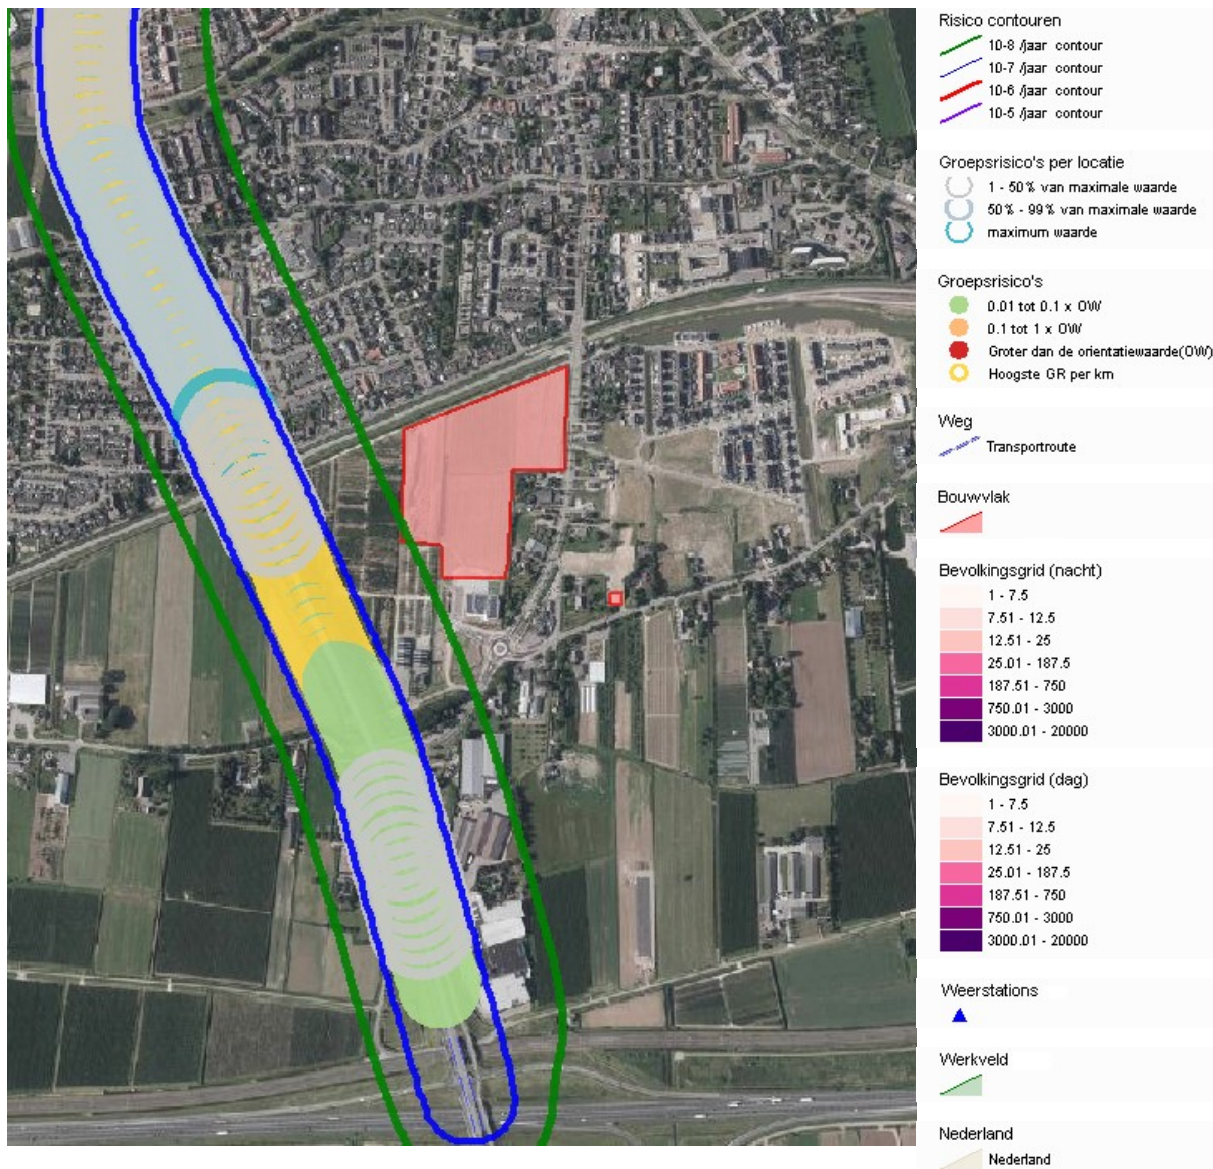 Risico contouren
10-8 /jaar contour
10-7 /jaar contour
10-6 /jaar contour
10-5 /jaar contour
Groepsrisico's per locatie
1 - 50% van maximale waarde
50% - 99% van maximale waarde
maximum waarde
Groepsrisico's
0.01 tot 0.1 x OW
0.1 tot 1 x OW
Groter dan de orientatiewaarde(OW)
Hoogste GR per km
Weg
Transportroute
Bouwvlak
Bevolkingsgrid (nacht)
1 - 7.5
7.51 - 12.5
12.51 - 25
25.01 - 187.5
187.51 - 750
750.01 - 3000
3000.01 - 20000
Bevolkingsgrid (dag)
1 - 7.5
7.51 - 12.5
12.51 - 25
25.01 - 187.5
187.51 - 750
750.01 - 3000
3000.01 - 20000
Weerstations
Werkveld
Nederland
Nederland